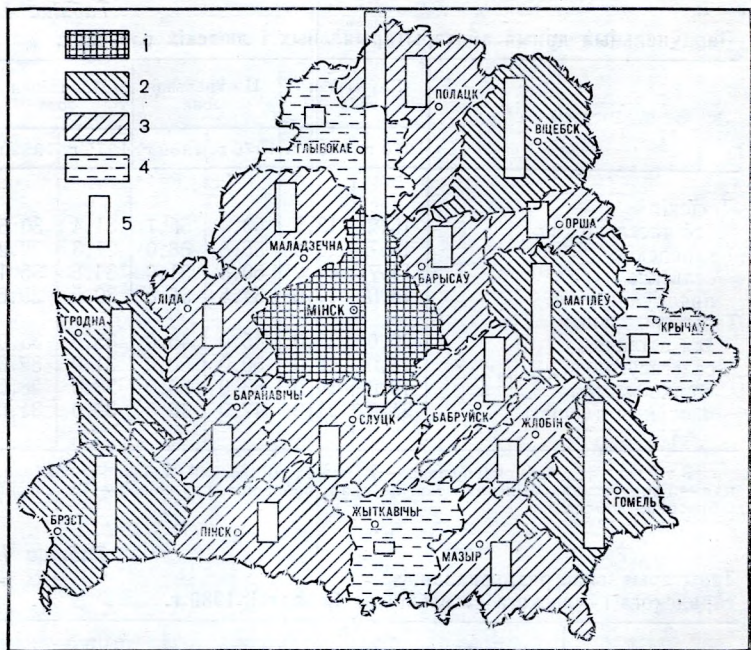 1
2
3
4
5
ПОЛАЦК
ВІЦЕБСК
ГЛЫБОКАЕ
ОРША
МАЛАДЗЕЧНА
БАРЫСАЎ
МІНСК
МАГІЛЕЎ
ЛІДА
ГРОДНА
КРЫЧАЎ
БАРАНАВІЧЫ
СЛУЦК
БАБРУЙСК
ЖЛОБІН
ЖЫТКАВІЧЫ
ГОМЕЛЬ
БРЭСТ
ПІНСК
МАЗЫР